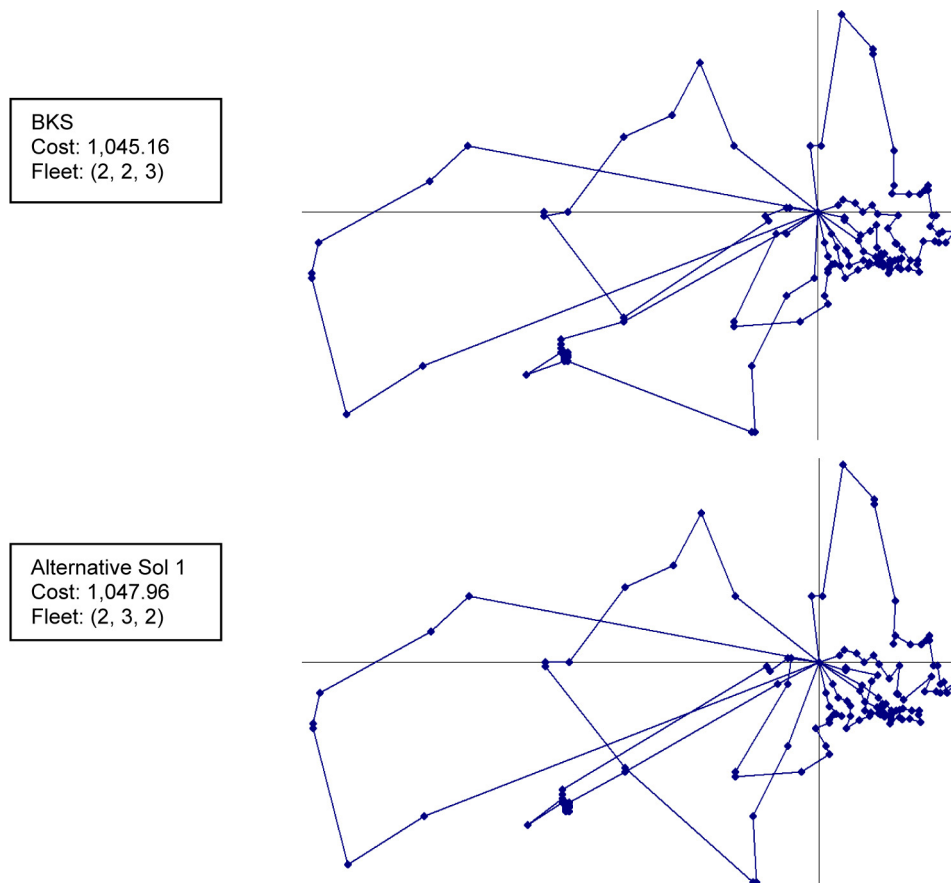 BKS
Cost: 1,045.16
Fleet: (2, 2, 3)
Alternative Sol 1
Cost: 1,047.96
Fleet: (2, 3, 2)